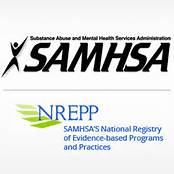 Substance Abuse and Mental Health Services Administration
SAMHSA
NREPP
SAMHSA'S National Registry
of Evidence-based Programs
and Practices